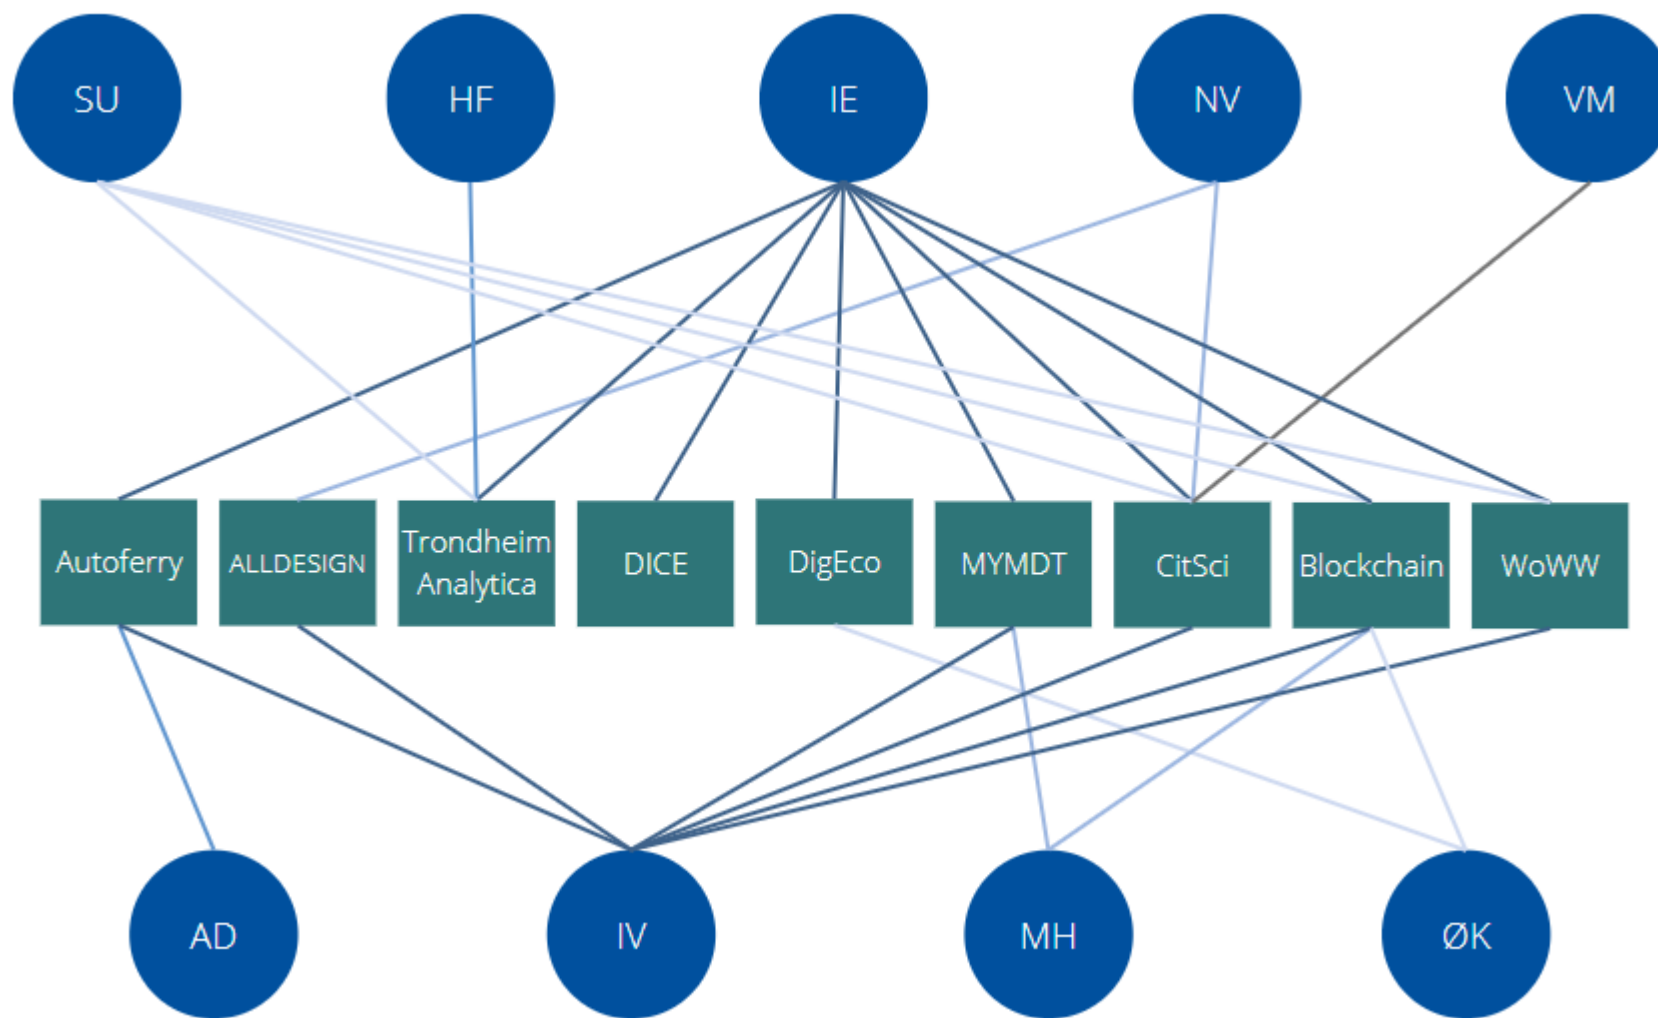 SU
HF
IE
NV
VM
Autoferry
ALLDESIGN
Trondheim
Analytica
DICE
DigEco
MYMDT
CitSci
Blockchain
WoWW
AD
IV
MH
ØK